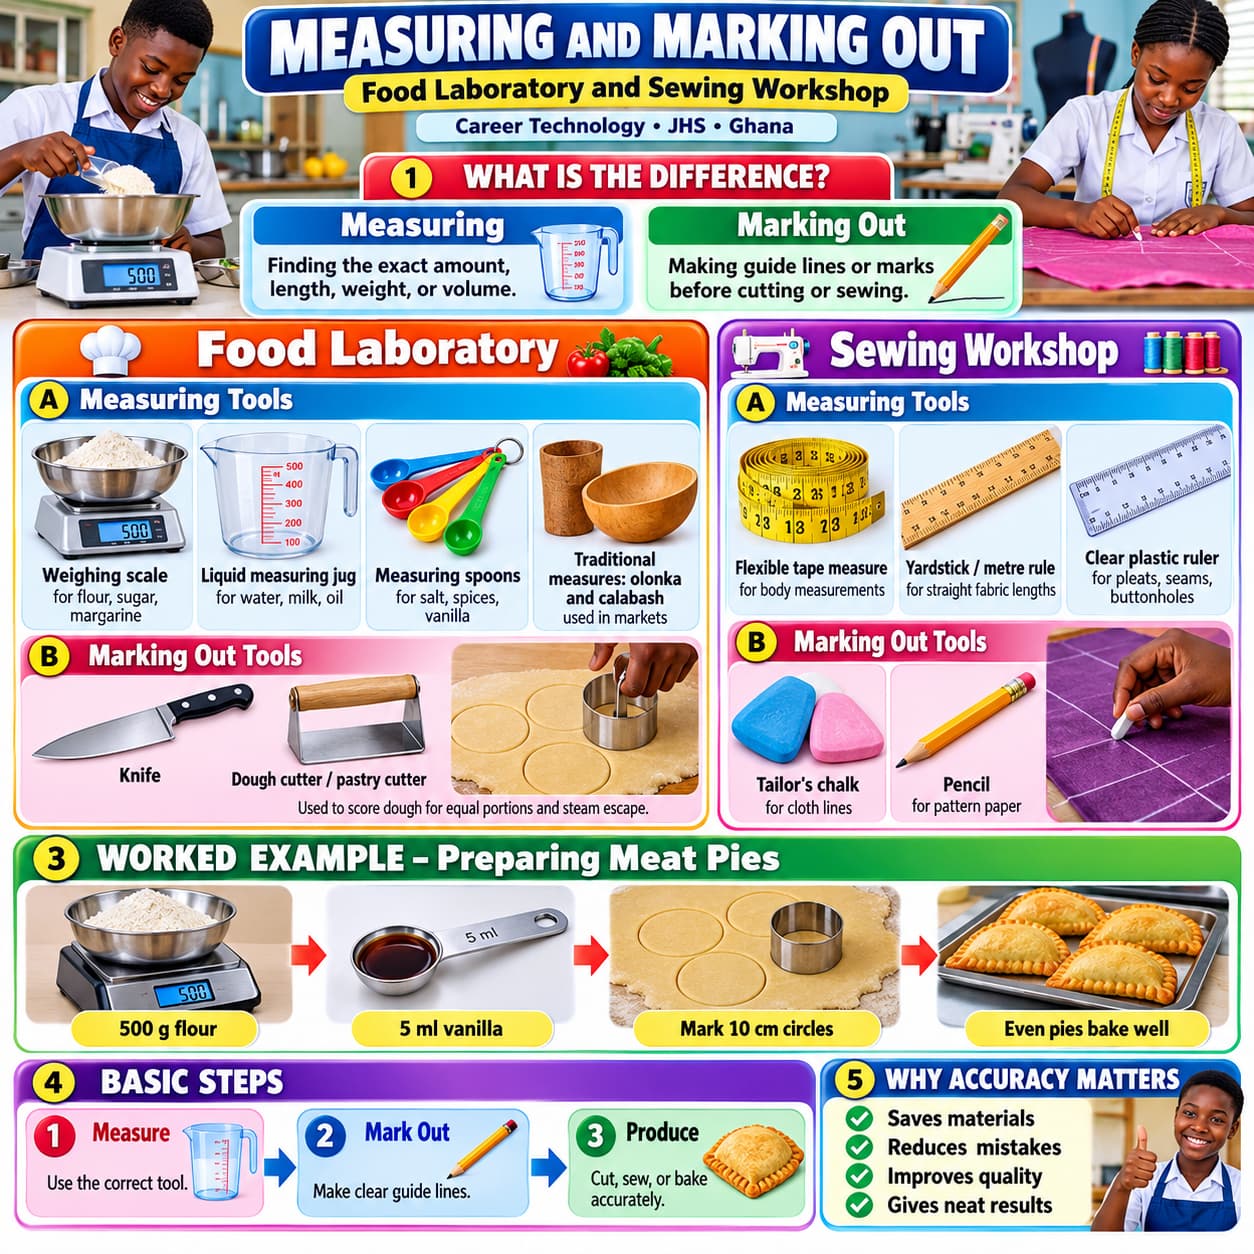 MEASURING AND MARKING OUT
Food Laboratory and Sewing Workshop
Career Technology • JHS • Ghana
1 WHAT IS THE DIFFERENCE?
Measuring
Finding the exact amount,
length, weight, or volume.
Marking Out
Making guide lines or marks
before cutting or sewing.
500
Food Laboratory
A Measuring Tools
500
Weighing scale
for flour, sugar,
margarine
500
400
300
200
100
Liquid measuring jug
for water, milk, oil
Measuring spoons
for salt, spices,
vanilla
Traditional
measures: olonka
and calabash
used in markets
B Marking Out Tools
Knife
Dough cutter / pastry cutter
Used to score dough for equal portions and steam escape.
Sewing Workshop
A Measuring Tools
Flexible tape measure
for body measurements
Yardstick / metre rule
for straight fabric lengths
Clear plastic ruler
for pleats, seams,
buttonholes
B Marking Out Tools
Tailor's chalk
for cloth lines
Pencil
for pattern paper
3 WORKED EXAMPLE – Preparing Meat Pies
500
500 g flour
5 ml
5 ml vanilla
Mark 10 cm circles
Even pies bake well
4 BASIC STEPS
1 Measure
Use the correct tool.
2 Mark Out
Make clear guide lines.
3 Produce
Cut, sew, or bake
accurately.
5 WHY ACCURACY MATTERS
Saves materials
Reduces mistakes
Improves quality
Gives neat results